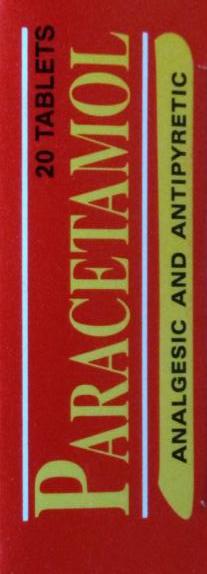 20 TABLETS
PARACETAMOL
ANALGESIC AND ANTIPYRETIC